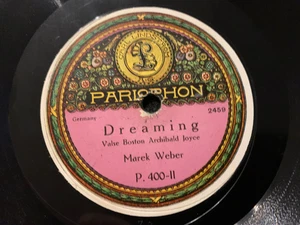 PARLOPHON
Germany
2459
Dreaming
Valse Boston Archibald Joyce
Marek Weber
P. 400-II